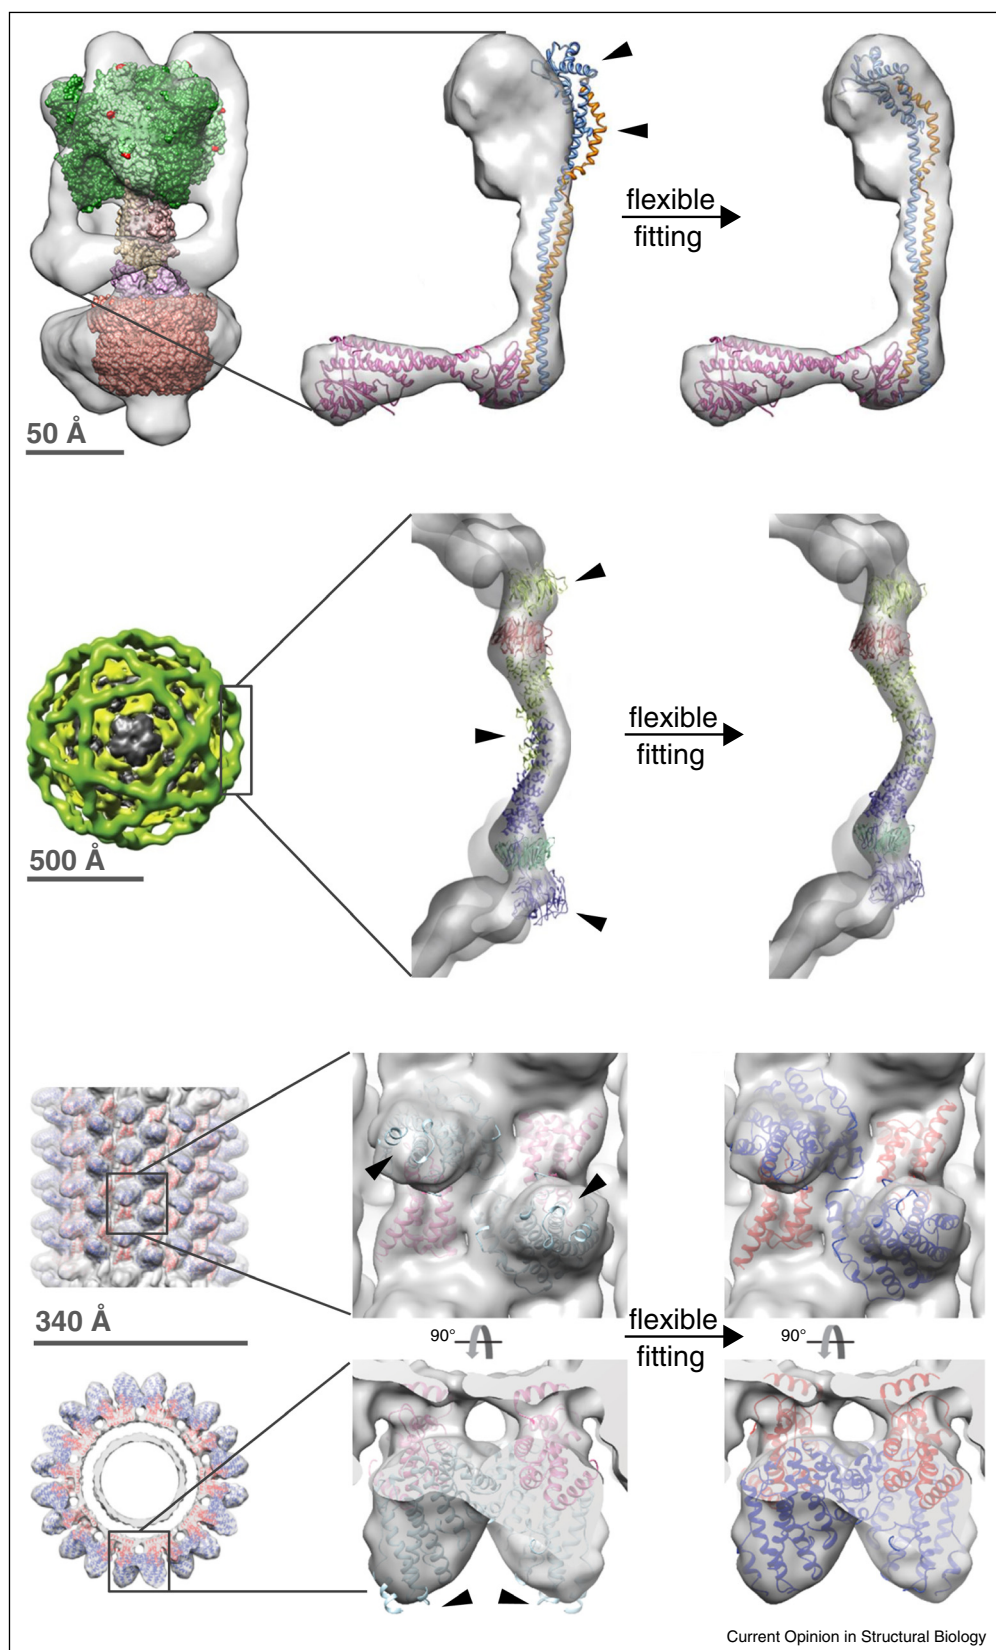 flexible
fitting
50 Å
flexible
fitting
500 Å
340 Å
flexible
fitting
90°
90°
Current Opinion in Structural Biology